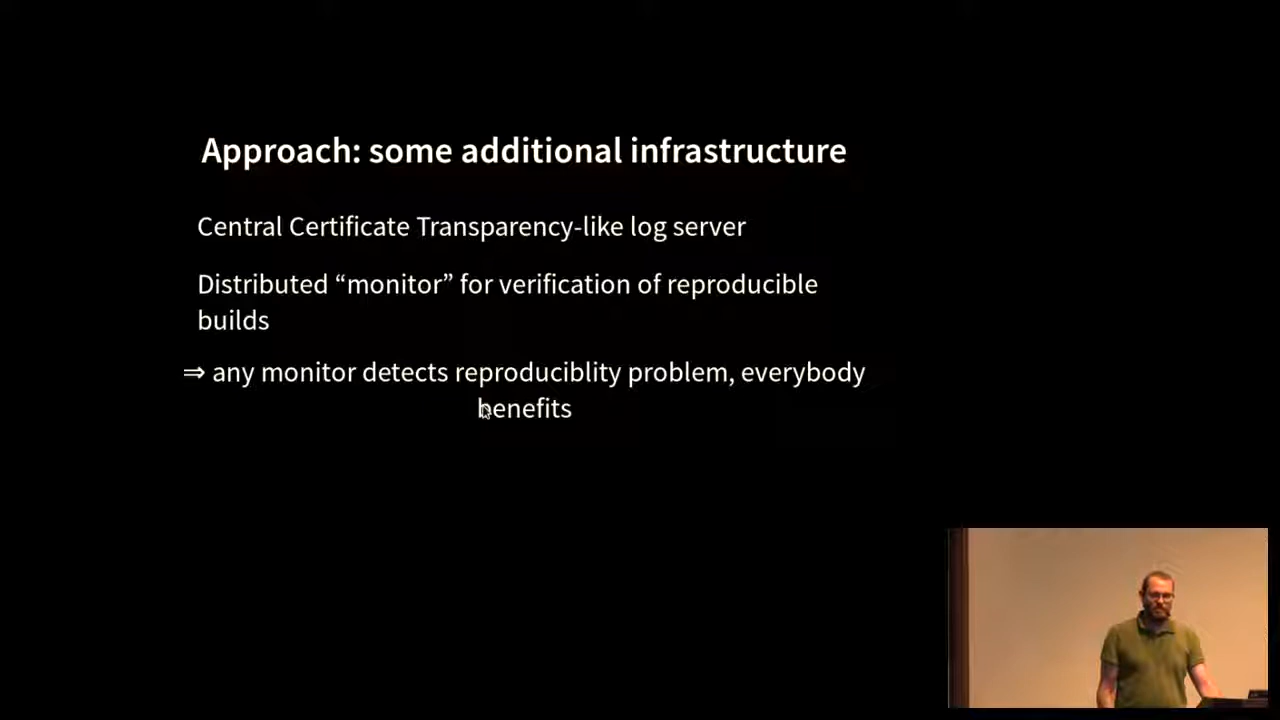 Approach: some additional infrastructure
Central Certificate Transparency-like log server
Distributed “monitor” for verification of reproducible
builds
⇒ any monitor detects reproduciblity problem, everybody
benefits